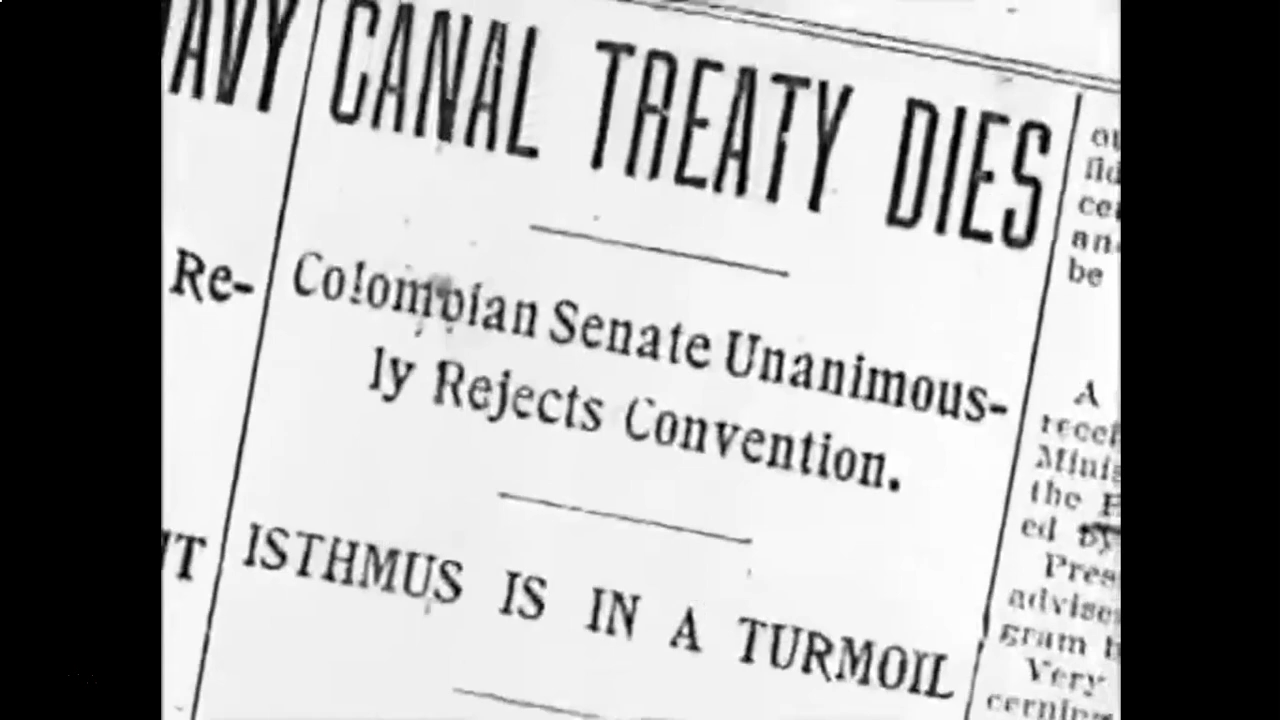 AVY
CANAL TREATY DIES
Re-
Colombian Senate Unanimous-
ly Rejects Convention.
ISTHMUS IS IN A TURMOIL
be
A
the
ed by
Very